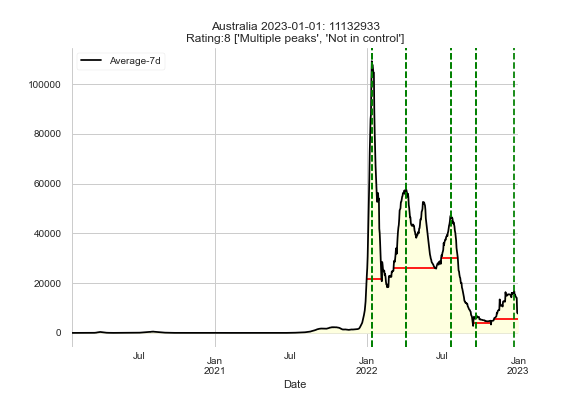 Australia 2023-01-01: 11132933
Rating:8 ['Multiple peaks', 'Not in control']
Average-7d
100000
80000
60000
40000
20000
0
Jul
Jan
2021
Jul
Jan
2022
Jul
Jan
2023
Date